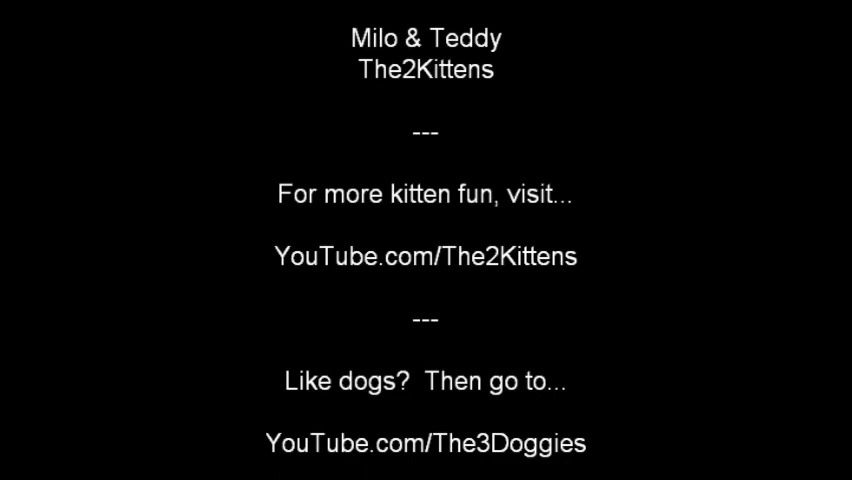 Milo & Teddy
The2Kittens
---
For more kitten fun, visit...
YouTube.com/The2Kittens
---
Like dogs?  Then go to...
YouTube.com/The3Doggies